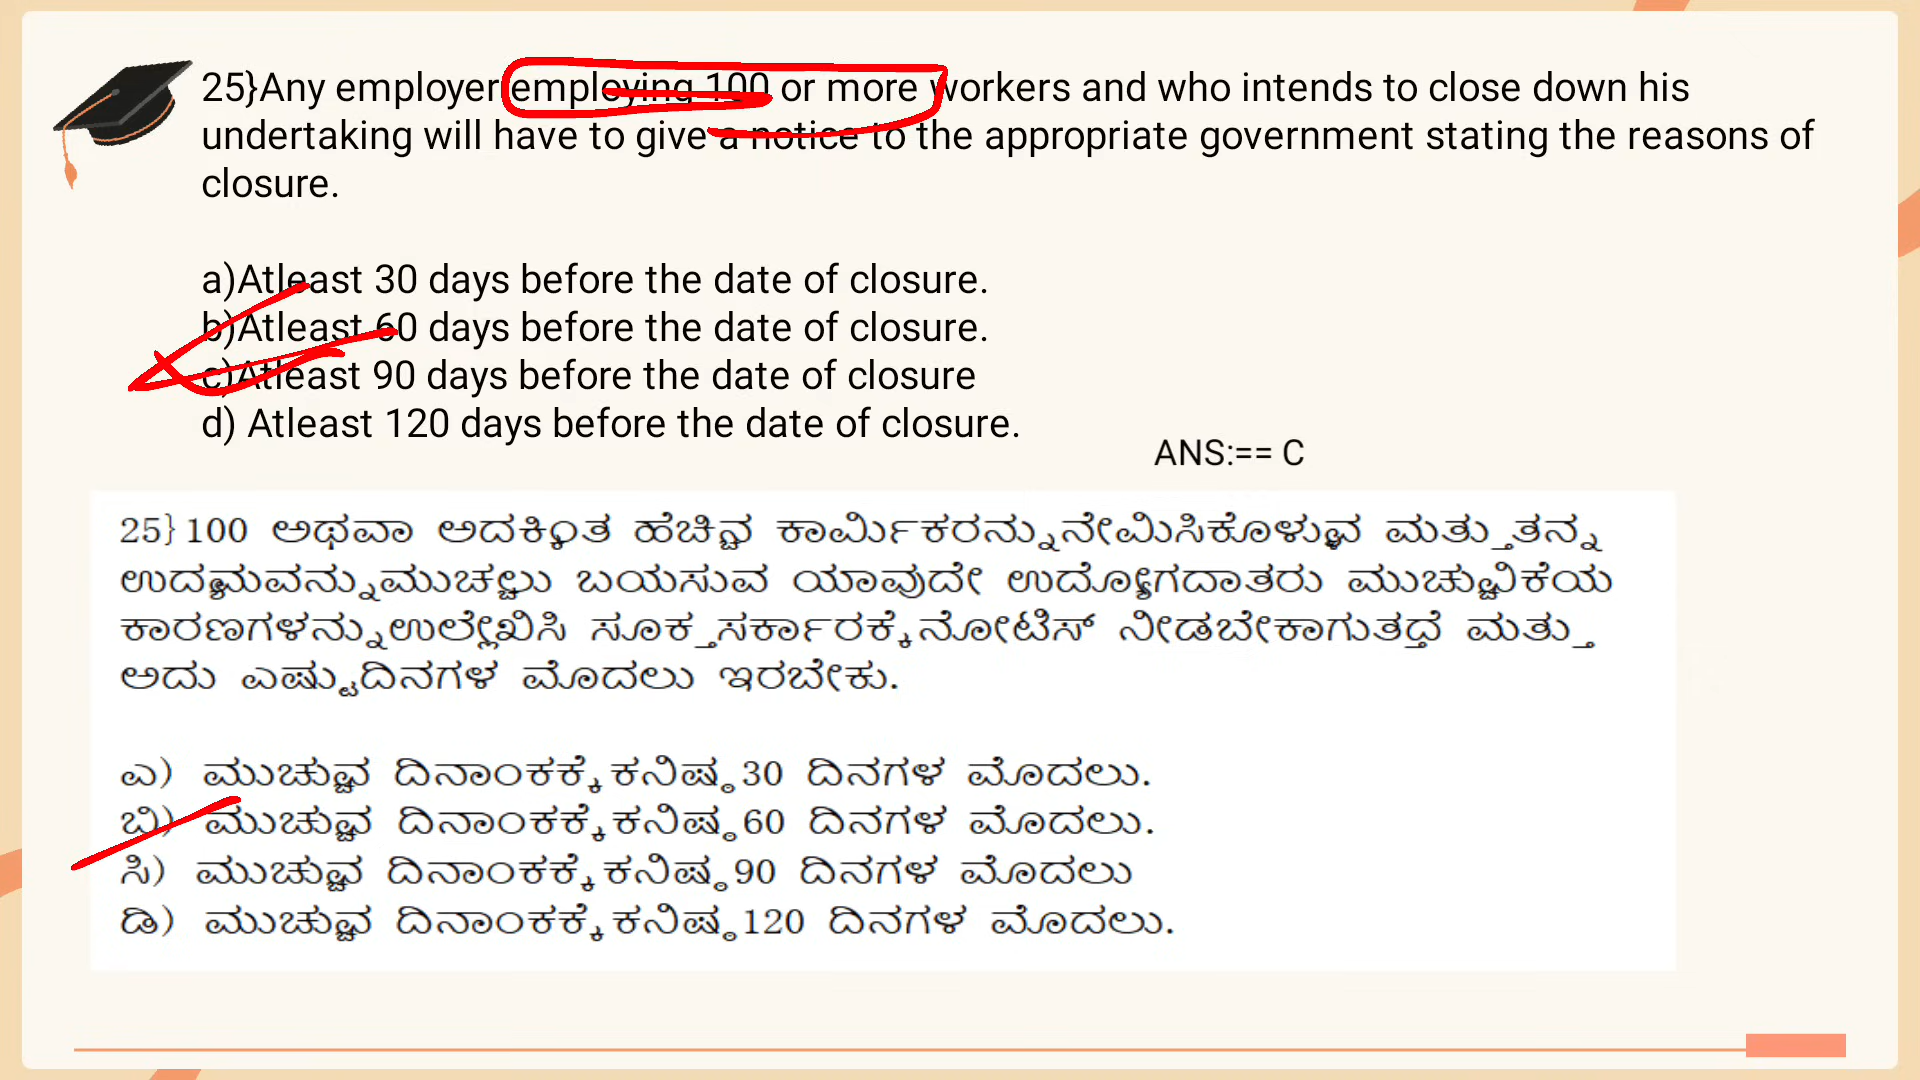 25}Any employer employing 100 or more workers and who intends to close down his
undertaking will have to give a notice to the appropriate government stating the reasons of
closure.
a)Atleast 30 days before the date of closure.
b)Atleast 60 days before the date of closure.
c)Atleast 90 days before the date of closure
d) Atleast 120 days before the date of closure.
ANS:== C
25}100 ಅಥವಾ ಅದಕ್ಕಿಂತ ಹೆಚ್ಚಿನ ಕಾರ್ಮಿಕರನ್ನು ನೇಮಿಸಿಕೊಳ್ಳುವ ಮತ್ತು ತನ್ನ
ಉದ್ಯಮವನ್ನು ಮುಚ್ಚಲು ಬಯಸುವ ಯಾವುದೇ ಉದ್ಯೋಗದಾತರು ಮುಚ್ಚುವಿಕೆಯ
ಕಾರಣಗಳನ್ನು ಉಲ್ಲೇಖಿಸಿ ಸೂಕ್ತ ಸರ್ಕಾರಕ್ಕೆ ನೋಟಿಸ್ ನೀಡಬೇಕಾಗುತ್ತದೆ ಮತ್ತು
ಅದು ಎಷ್ಟು ದಿನಗಳ ಮೊದಲು ಇರಬೇಕು.
ಎ) ಮುಚ್ಚುವ ದಿನಾಂಕಕ್ಕೆ ಕನಿಷ್ಠ 30 ದಿನಗಳ ಮೊದಲು.
ಬಿ) ಮುಚ್ಚುವ ದಿನಾಂಕಕ್ಕೆ ಕನಿಷ್ಠ 60 ದಿನಗಳ ಮೊದಲು.
ಸಿ) ಮುಚ್ಚುವ ದಿನಾಂಕಕ್ಕೆ ಕನಿಷ್ಠ 90 ದಿನಗಳ ಮೊದಲು
ಡಿ) ಮುಚ್ಚುವ ದಿನಾಂಕಕ್ಕೆ ಕನಿಷ್ಠ 120 ದಿನಗಳ ಮೊದಲು.